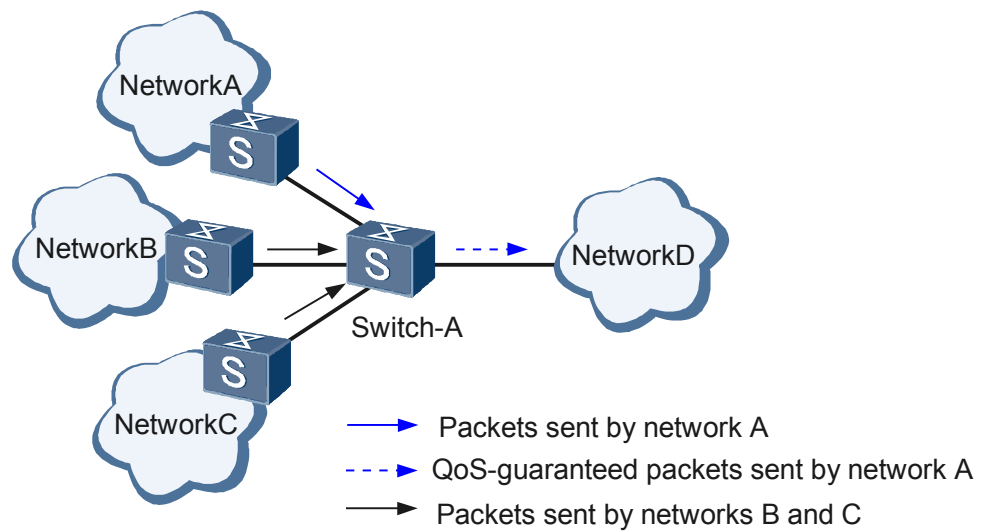 NetworkA
S
NetworkB
S
S
NetworkD
Switch-A
S
NetworkC
Packets sent by network A
QoS-guaranteed packets sent by network A
Packets sent by networks B and C